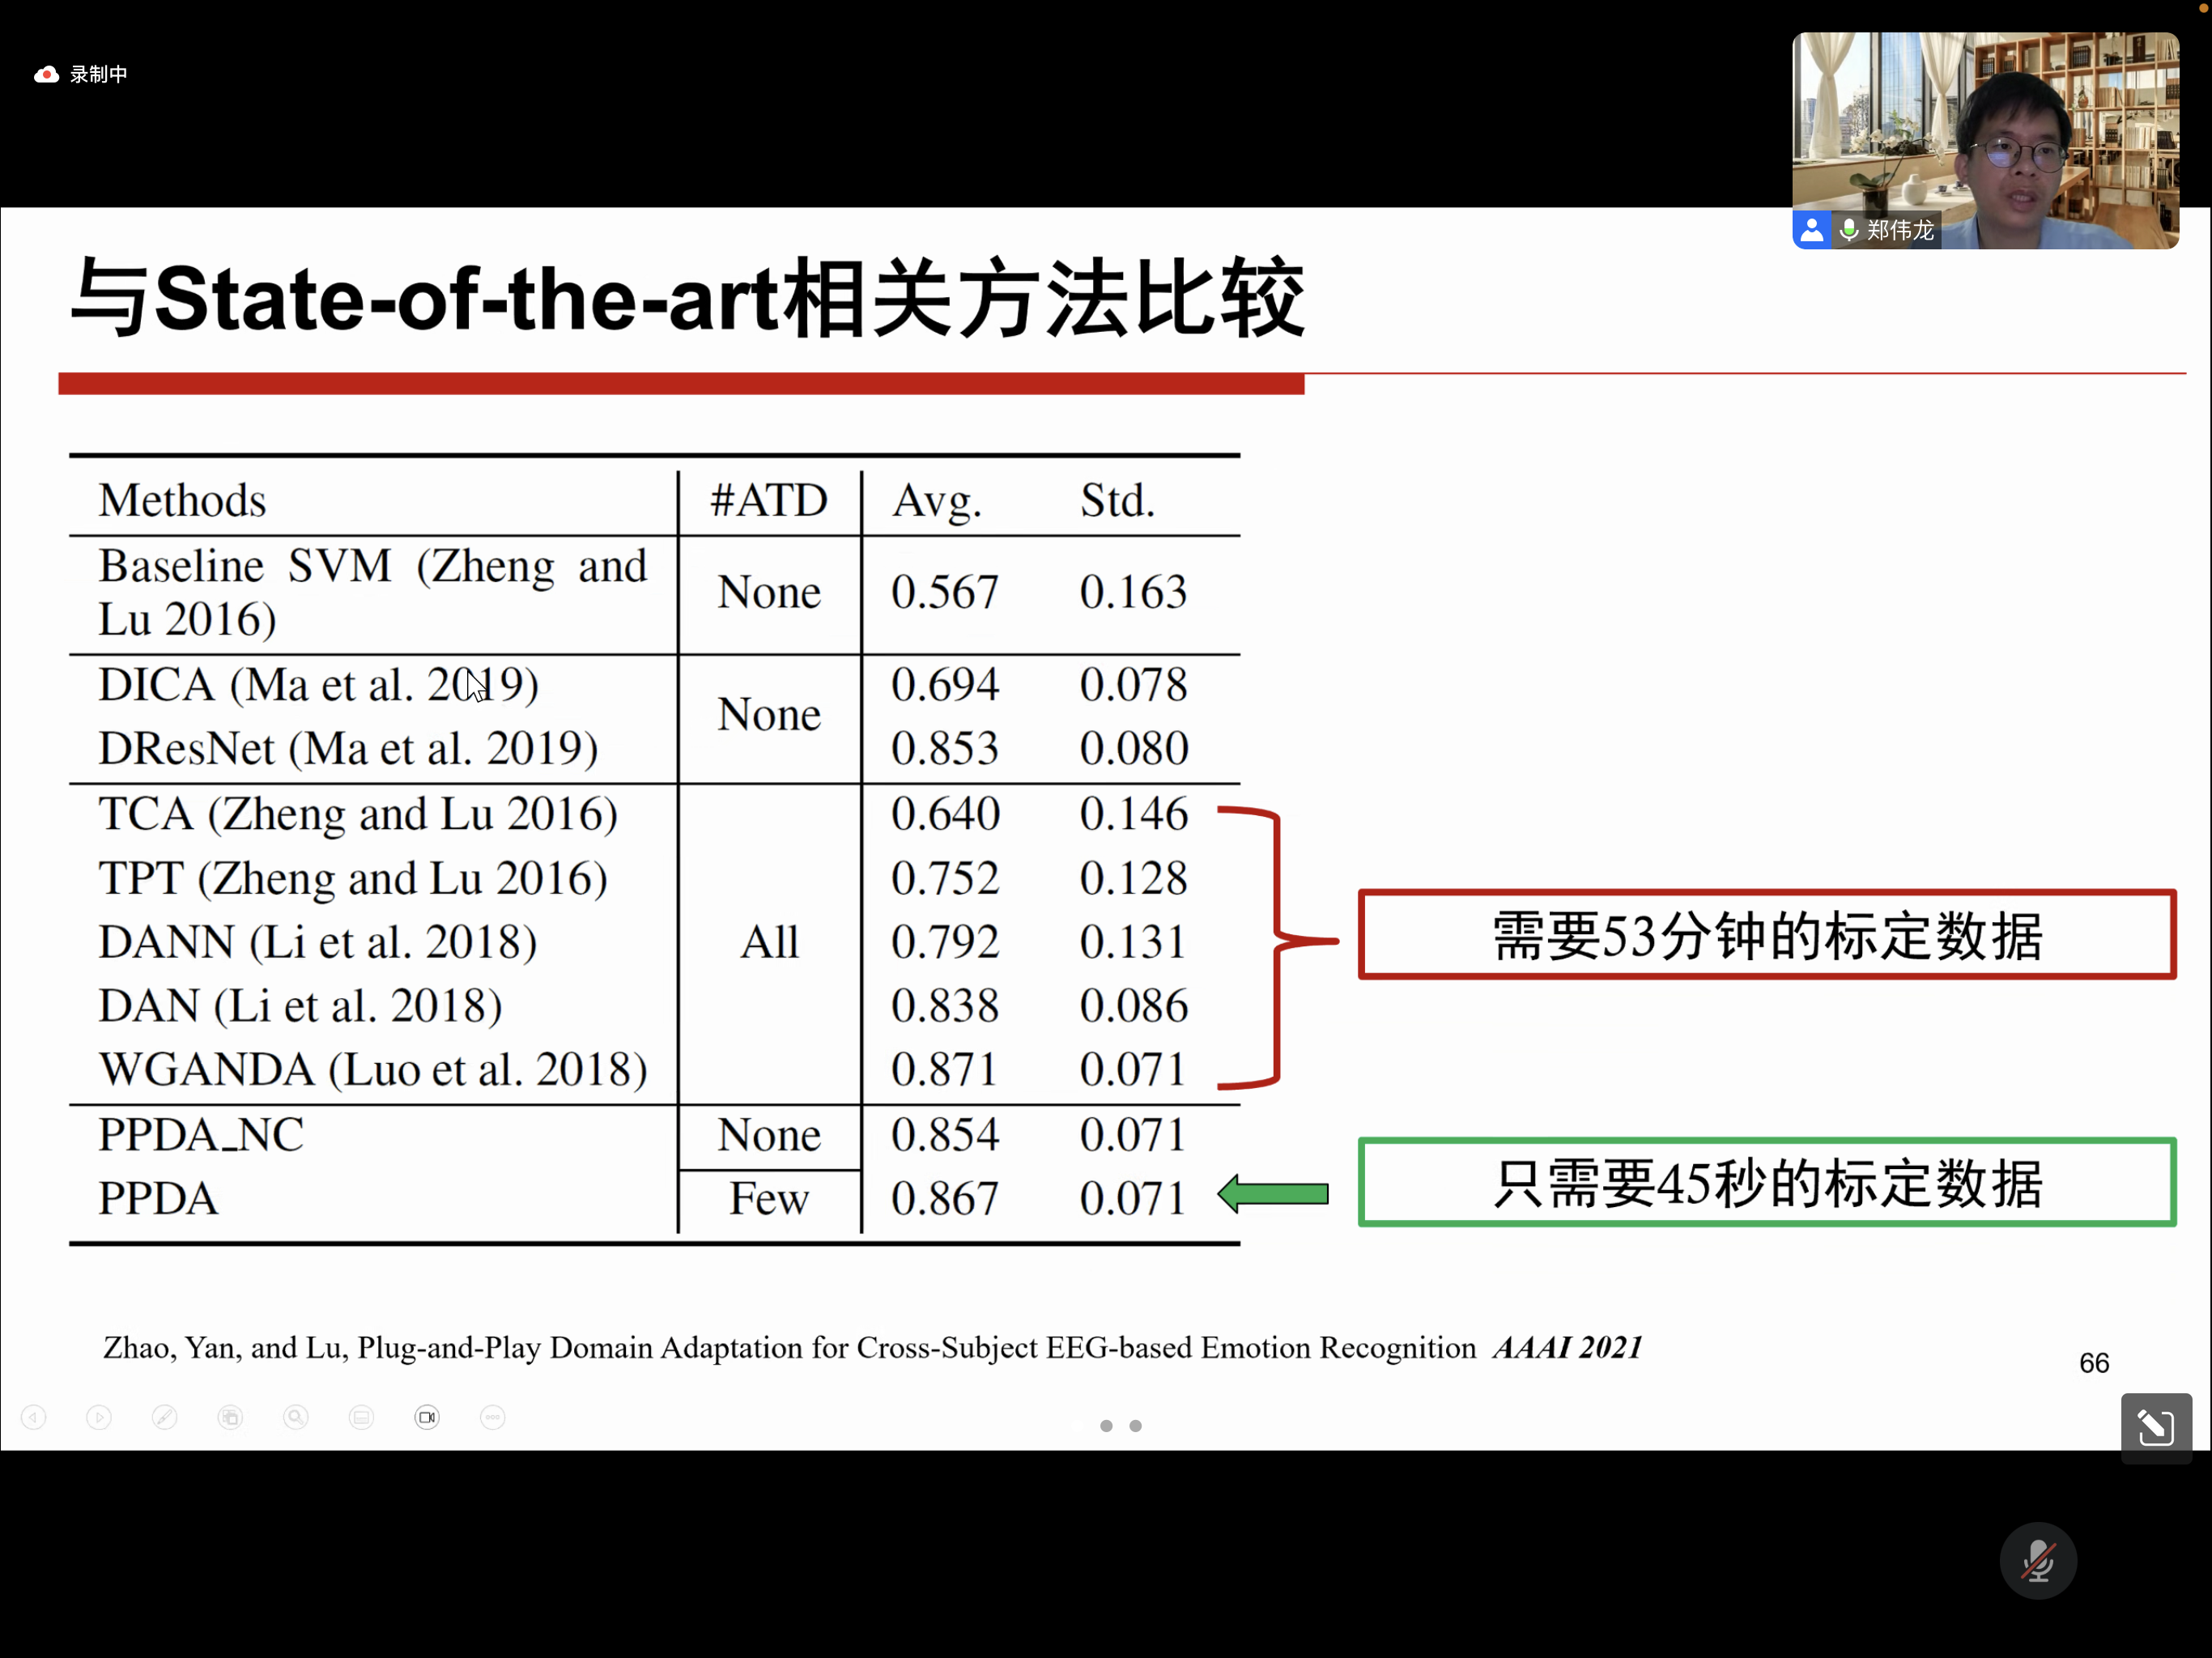 录制中
郑伟龙
与State-of-the-art相关方法比较
Methods #ATD Avg. Std.
Baseline SVM (Zheng and
Lu 2016) None 0.567 0.163
DICA (Ma et al. 2019) 0.694 0.078
None
DResNet (Ma et al. 2019) 0.853 0.080
TCA (Zheng and Lu 2016) 0.640 0.146
TPT (Zheng and Lu 2016) 0.752 0.128
DANN (Li et al. 2018) All 0.792 0.131
DAN (Li et al. 2018) 0.838 0.086
WGANDA (Luo et al. 2018) 0.871 0.071
需要53分钟的标定数据
PPDA_NC None 0.854 0.071
PPDA Few 0.867 0.071
只需要45秒的标定数据
Zhao, Yan, and Lu, Plug-and-Play Domain Adaptation for Cross-Subject EEG-based Emotion Recognition AAAI 2021
66